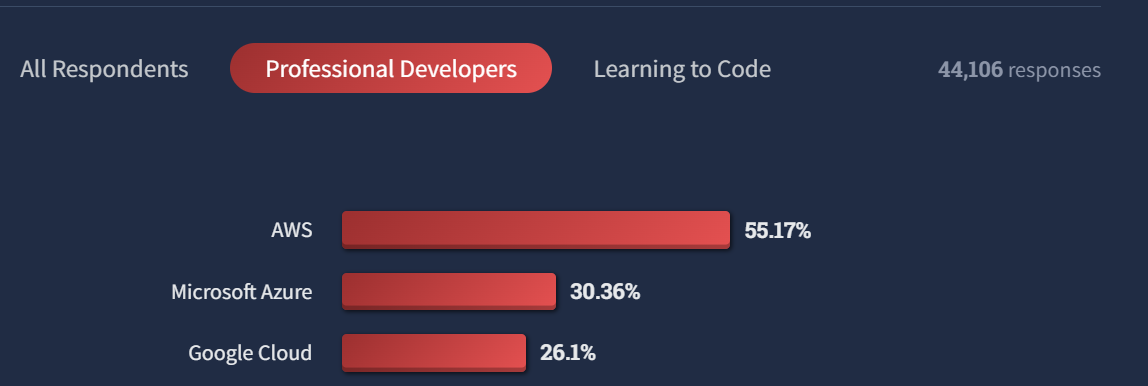 All Respondents Professional Developers Learning to Code 44,106 responses
AWS 55.17%
Microsoft Azure 30.36%
Google Cloud 26.1%